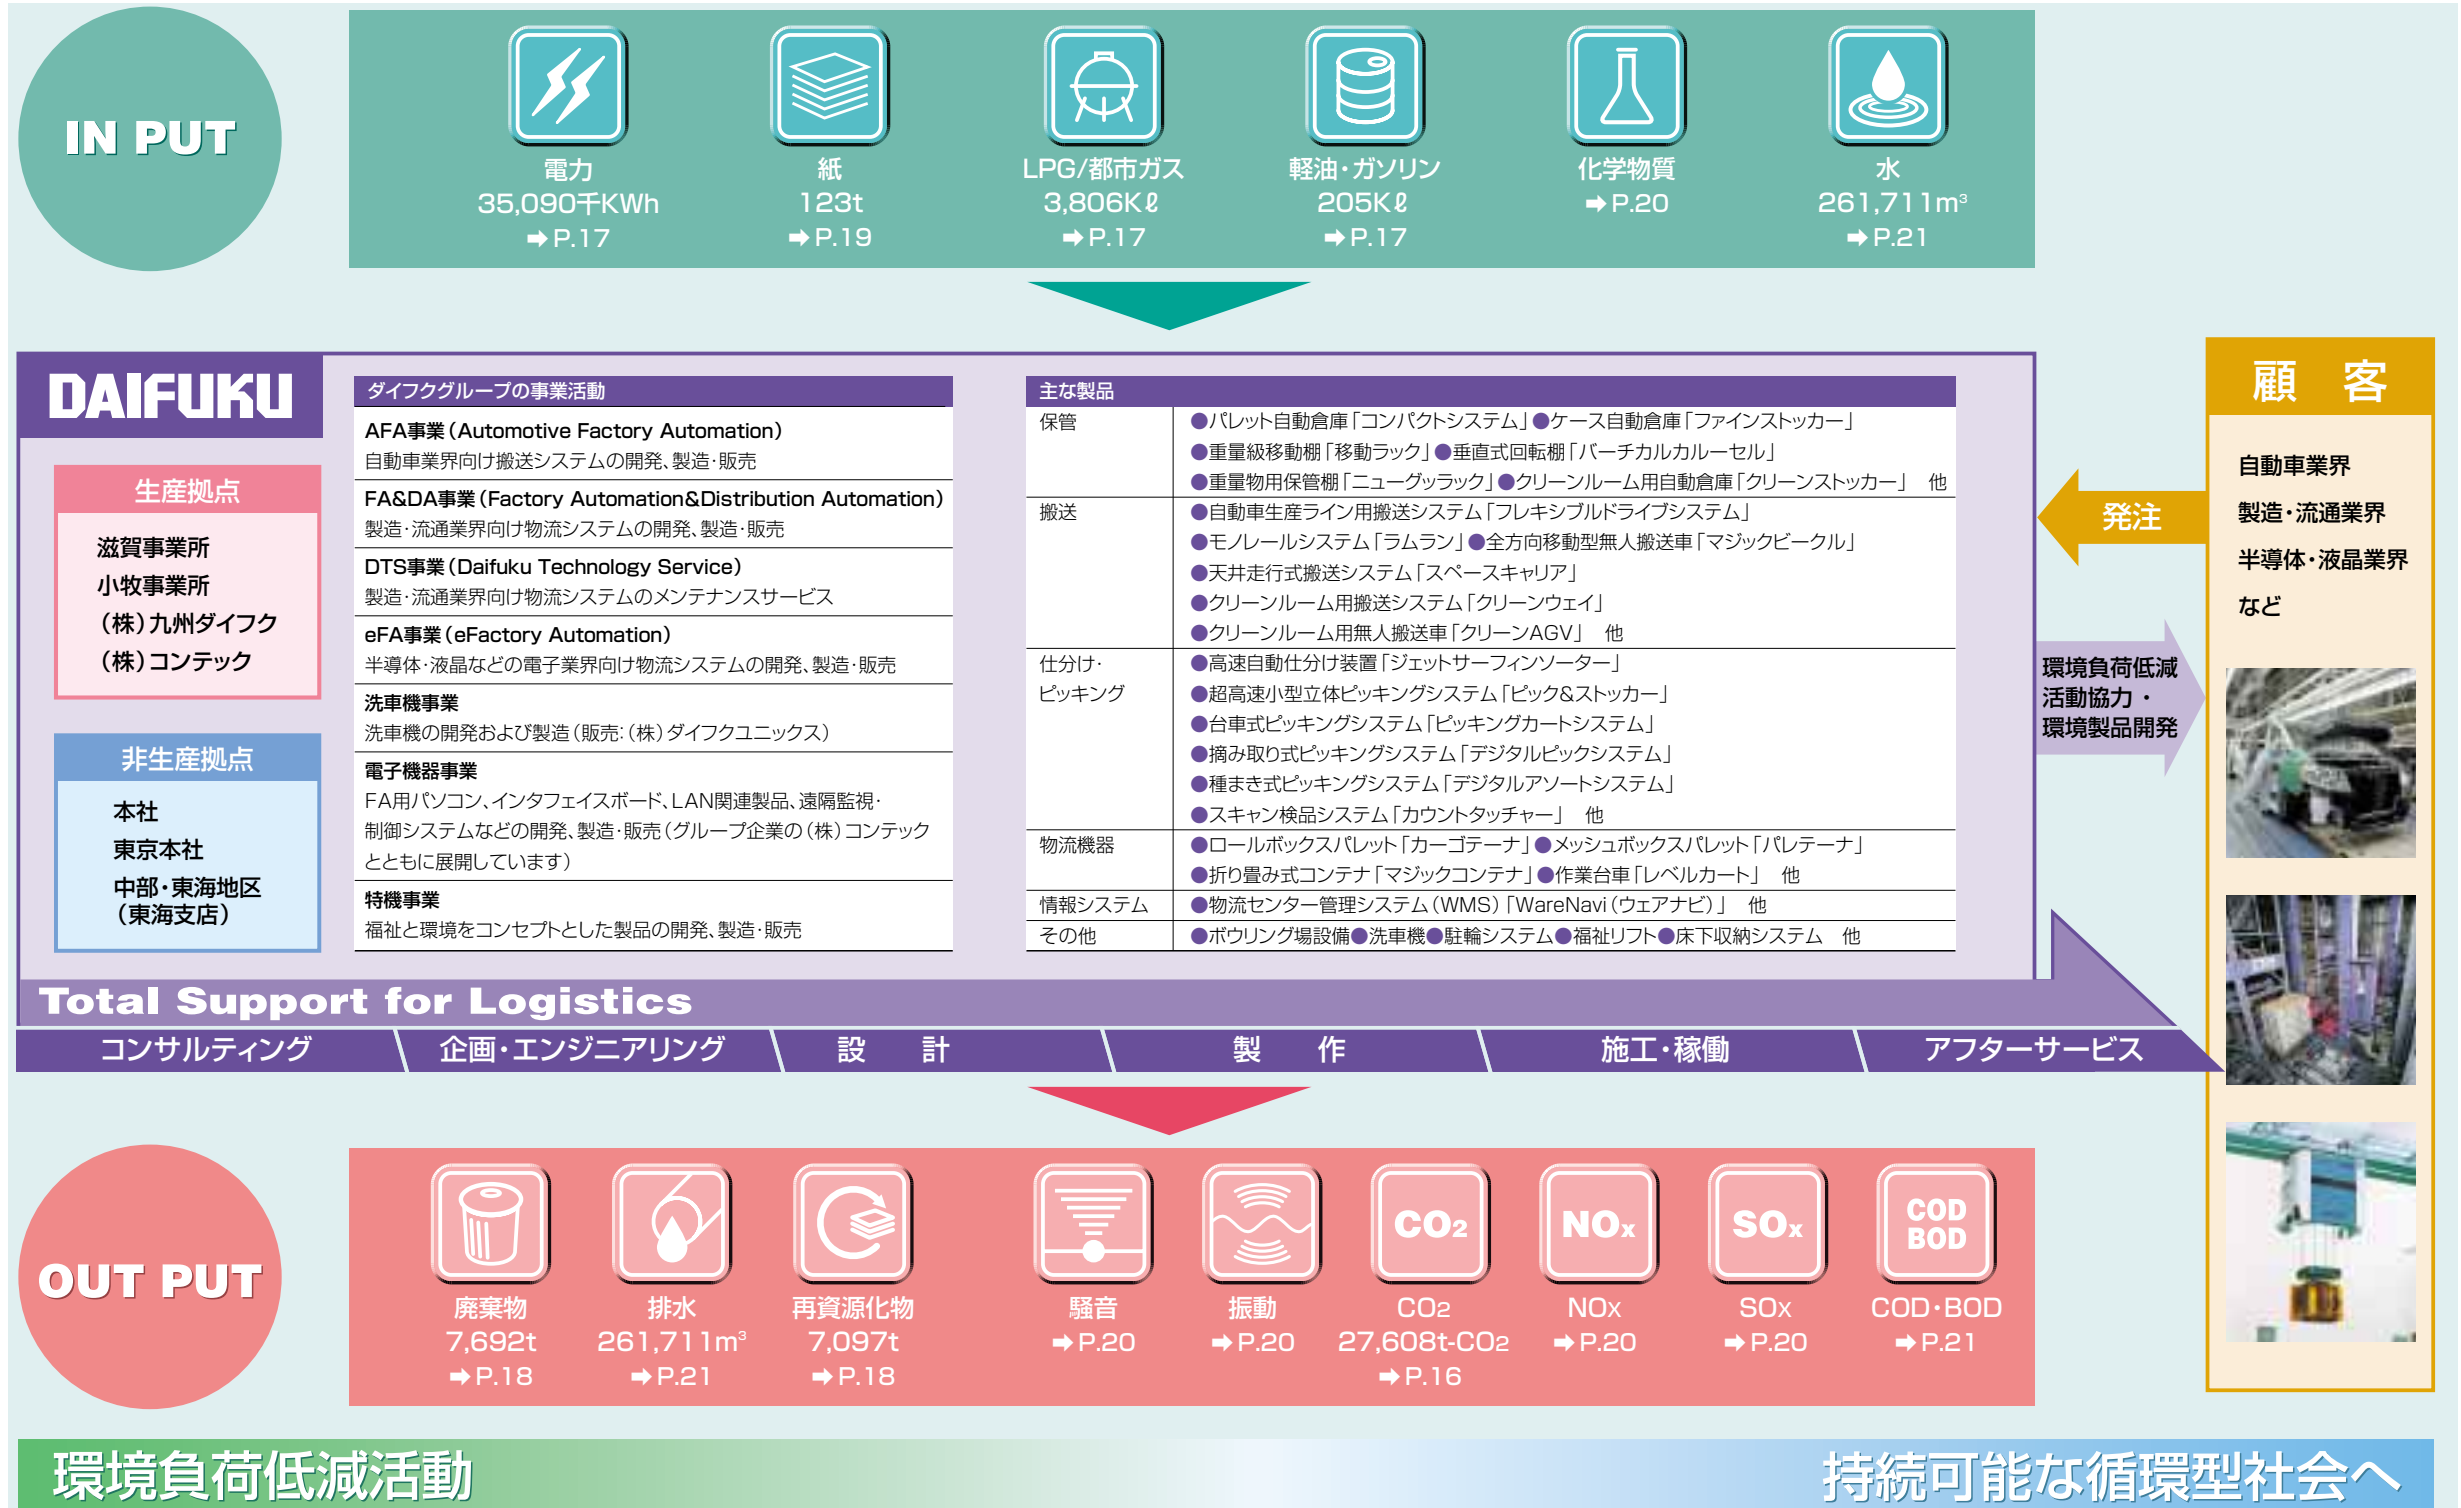 IN PUT
電力
35,090千KWh
➡P.17
紙
123t
➡P.19
LPG/都市ガス
3,806Kℓ
➡P.17
軽油・ガソリン
205Kℓ
➡P.17
化学物質
➡P.20
水
261,711m³
➡P.21
DAIFUKU
生産拠点
滋賀事業所
小牧事業所
(株)九州ダイフク
(株)コンテック
非生産拠点
本社
東京本社
中部・東海地区
(東海支店)
ダイフクグループの事業活動
AFA事業(Automotive Factory Automation)
自動車業界向け搬送システムの開発、製造・販売
FA&DA事業(Factory Automation&Distribution Automation)
製造・流通業界向け物流システムの開発、製造・販売
DTS事業(Daifuku Technology Service)
製造・流通業界向け物流システムのメンテナンスサービス
eFA事業(eFactory Automation)
半導体・液晶などの電子業界向け物流システムの開発、製造・販売
洗車機事業
洗車機の開発および製造(販売:(株)ダイフクユニックス)
電子機器事業
FA用パソコン、インタフェイスボード、LAN関連製品、遠隔監視・
制御システムなどの開発、製造・販売(グループ企業の(株)コンテック
とともに展開しています)
特機事業
福祉と環境をコンセプトとした製品の開発、製造・販売
主な製品
保管
●パレット自動倉庫「コンパクトシステム」●ケース自動倉庫「ファインストッカー」
●重量級移動棚「移動ラック」●垂直式回転棚「バーチカルカルーセル」
●重量物用保管棚「ニューグッラック」●クリーンルーム用自動倉庫「クリーンストッカー」 他
搬送
●自動車生産ライン用搬送システム「フレキシブルドライブシステム」
●モノレールシステム「ラムラン」●全方向移動型無人搬送車「マジックビークル」
●天井走行式搬送システム「スペースキャリア」
●クリーンルーム用搬送システム「クリーンウェイ」
●クリーンルーム用無人搬送車「クリーンAGV」 他
仕分け・
ピッキング
●高速自動仕分け装置「ジェットサーフィンソーター」
●超高速小型立体ピッキングシステム「ピック&ストッカー」
●台車式ピッキングシステム「ピッキングカートシステム」
●摘み取り式ピッキングシステム「デジタルピックシステム」
●種まき式ピッキングシステム「デジタルアソートシステム」
●スキャン検品システム「カウントタッチャー」 他
物流機器
●ロールボックスパレット「カーゴテーナ」●メッシュボックスパレット「パレテーナ」
●折り畳み式コンテナ「マジックコンテナ」●作業台車「レベルカート」 他
情報システム
●物流センター管理システム(WMS)「WareNavi(ウェアナビ)」 他
その他
●ボウリング場設備●洗車機●駐輪システム●福祉リフト●床下収納システム 他
発注
環境負荷低減
活動協力・
環境製品開発
顧 客
自動車業界
製造・流通業界
半導体・液晶業界
など
Total Support for Logistics
コンサルティング
企画・エンジニアリング
設 計
製 作
施工・稼働
アフターサービス
OUT PUT
廃棄物
7,692t
➡P.18
排水
261,711m³
➡P.21
再資源化物
7,097t
➡P.18
騒音
➡P.20
振動
➡P.20
CO₂
CO2
27,608t-CO2
➡P.16
NOx
NOx
➡P.20
SOx
SOx
➡P.20
COD
BOD
COD・BOD
➡P.21
環境負荷低減活動
持続可能な循環型社会へ